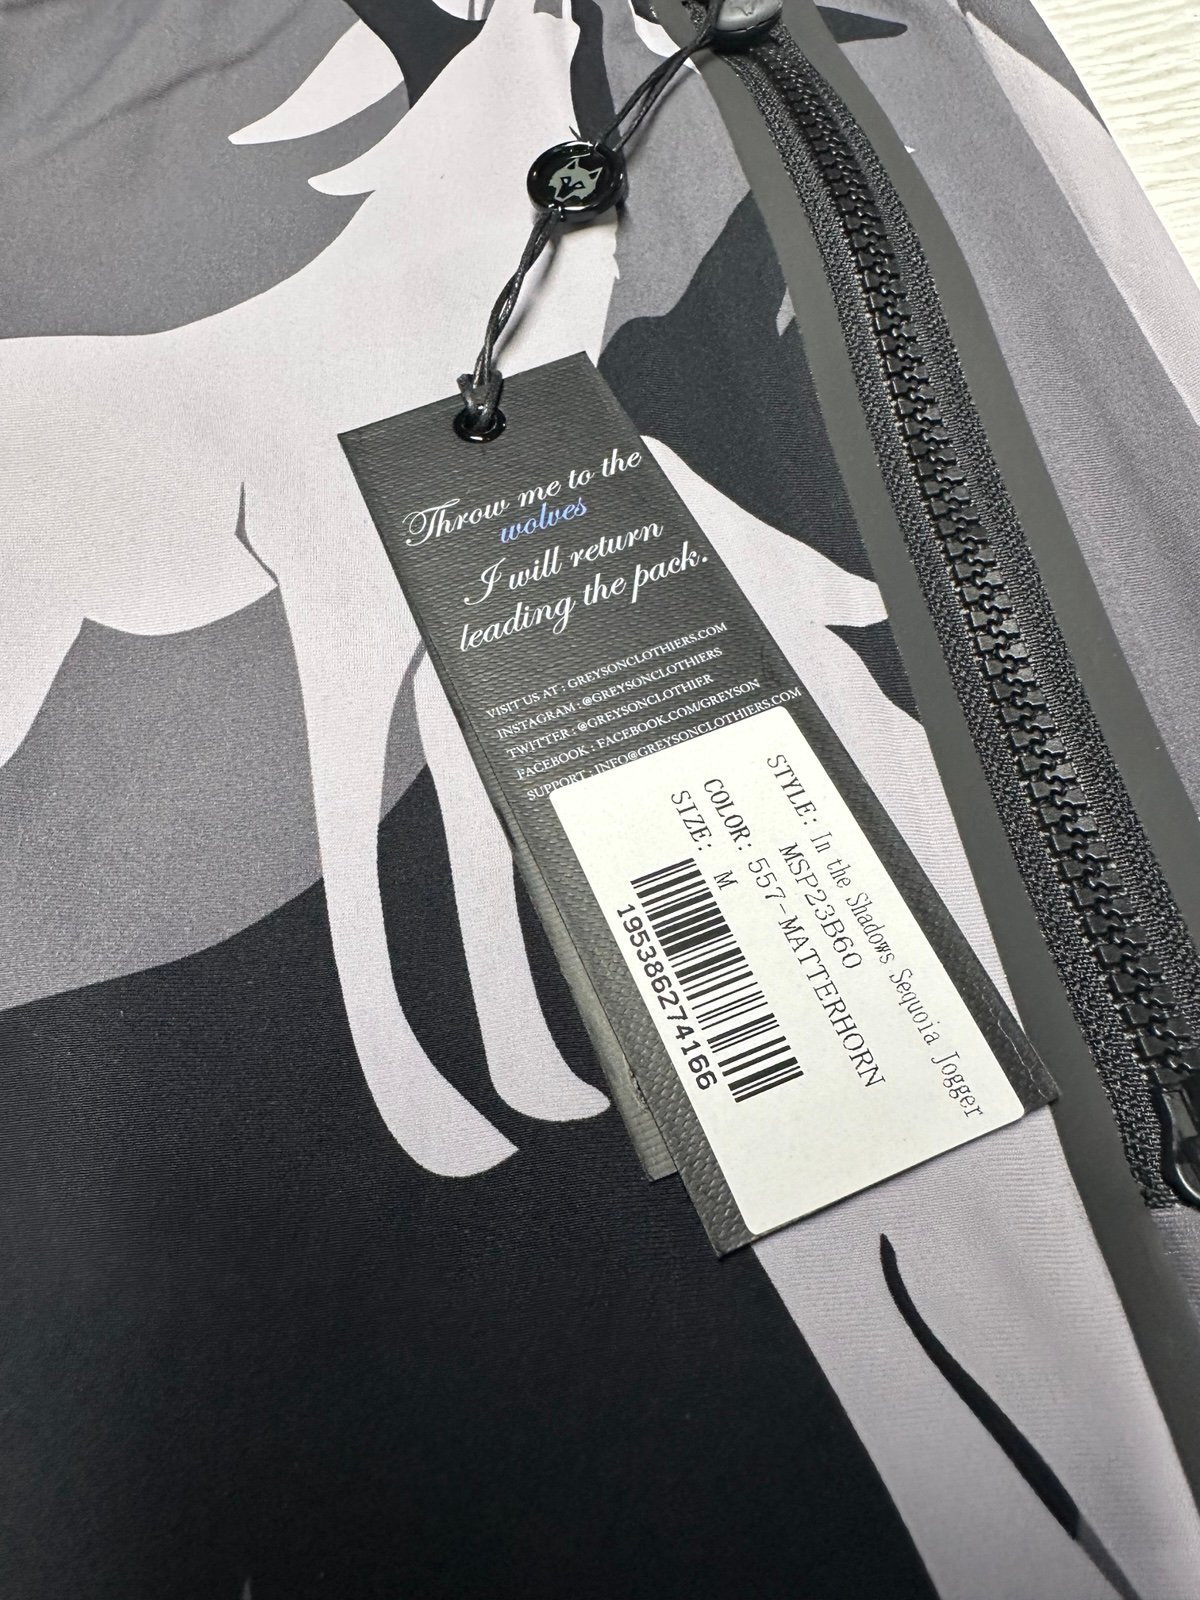 Throw me to the
wolves
I will return
leading the pack.
VISIT US AT : GREYSONCLOTHIERS.COM
INSTAGRAM : @GREYSONCLOTHIERS
TWITTER : @GREYSONCLOTHIER
FACEBOOK : FACEBOOK.COM/GREYSON
SUPPORT : INFO@GREYSONCLOTHIERS.COM
STYLE: In the Shadows Sequoia Jogger
MSP23B60
COLOR: 557-MATTERHORN
SIZE: M
195386274166